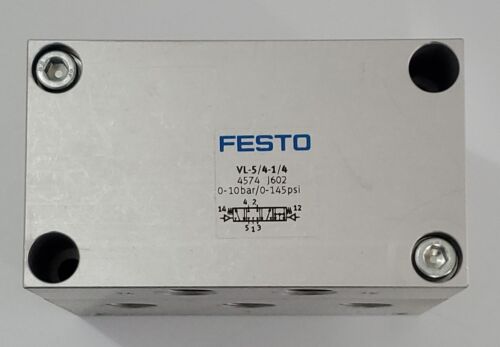 FESTO
VL-5/4-1/4
4574 J602
0-10bar/0-145psi
4 2
14 12
5 1 3